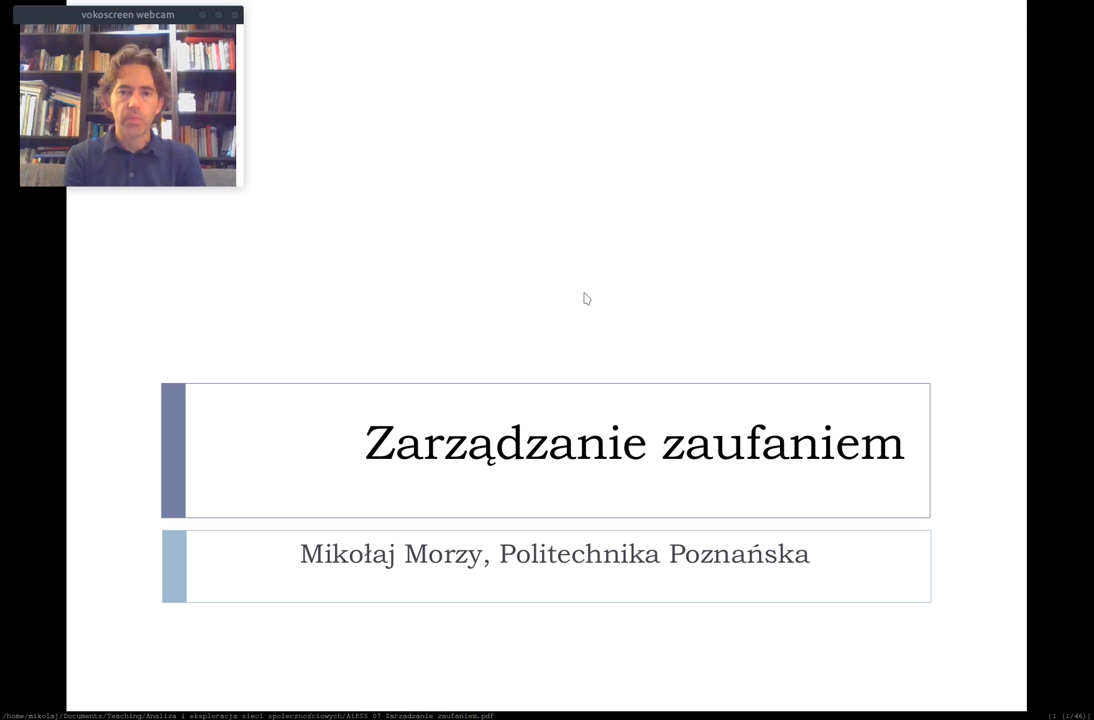 vokoscreen webcam
Zarządzanie zaufaniem
Mikołaj Morzy, Politechnika Poznańska
/home/mikolaj/Documents/Teaching/Analiza i eksploracja sieci społecznościowych/AiESS 07 Zarzadzanie zaufaniem.pdf
[1 (1/46)]